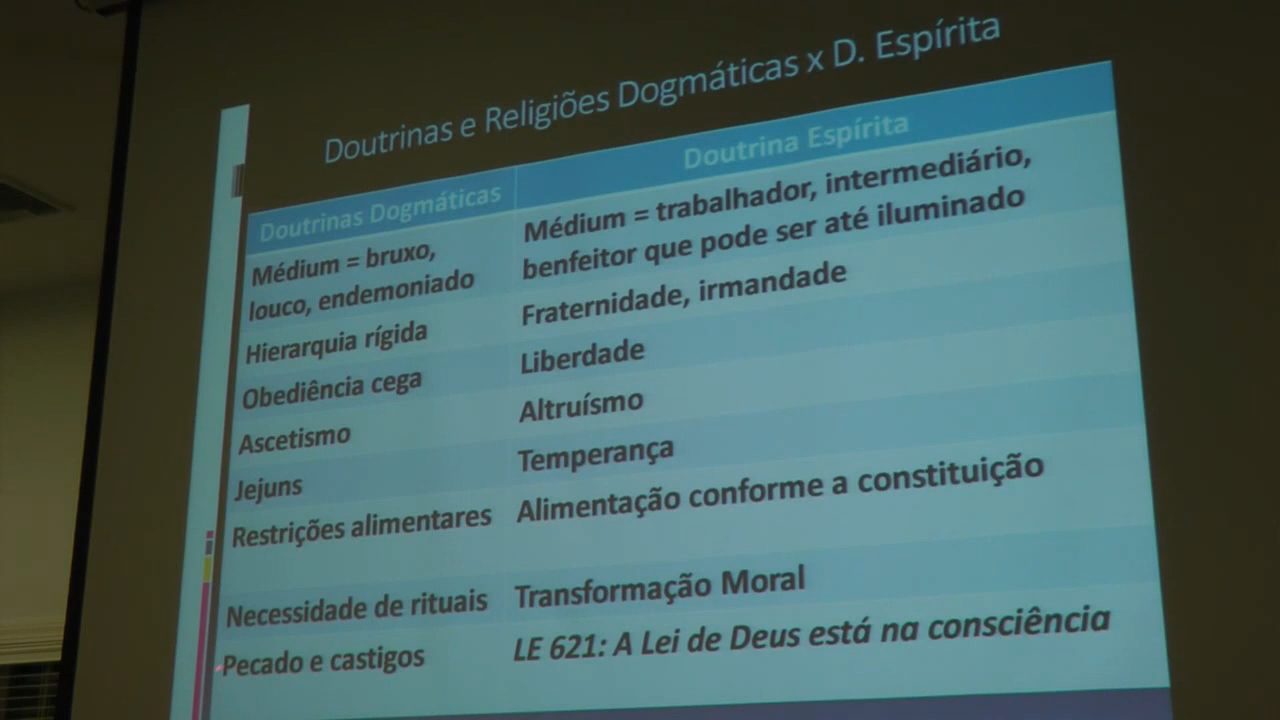 Doutrinas e Religiões Dogmáticas x D. Espírita
Doutrinas Dogmáticas
Doutrina Espírita
Médium = bruxo,
louco, endemoniado
Médium = trabalhador, intermediário,
benfeitor que pode ser até iluminado
Hierarquia rígida
Fraternidade, irmandade
Obediência cega
Liberdade
Ascetismo
Altruísmo
Jejuns
Temperança
Restrições alimentares
Alimentação conforme a constituição
Necessidade de rituais
Transformação Moral
Pecado e castigos
LE 621: A Lei de Deus está na consciência